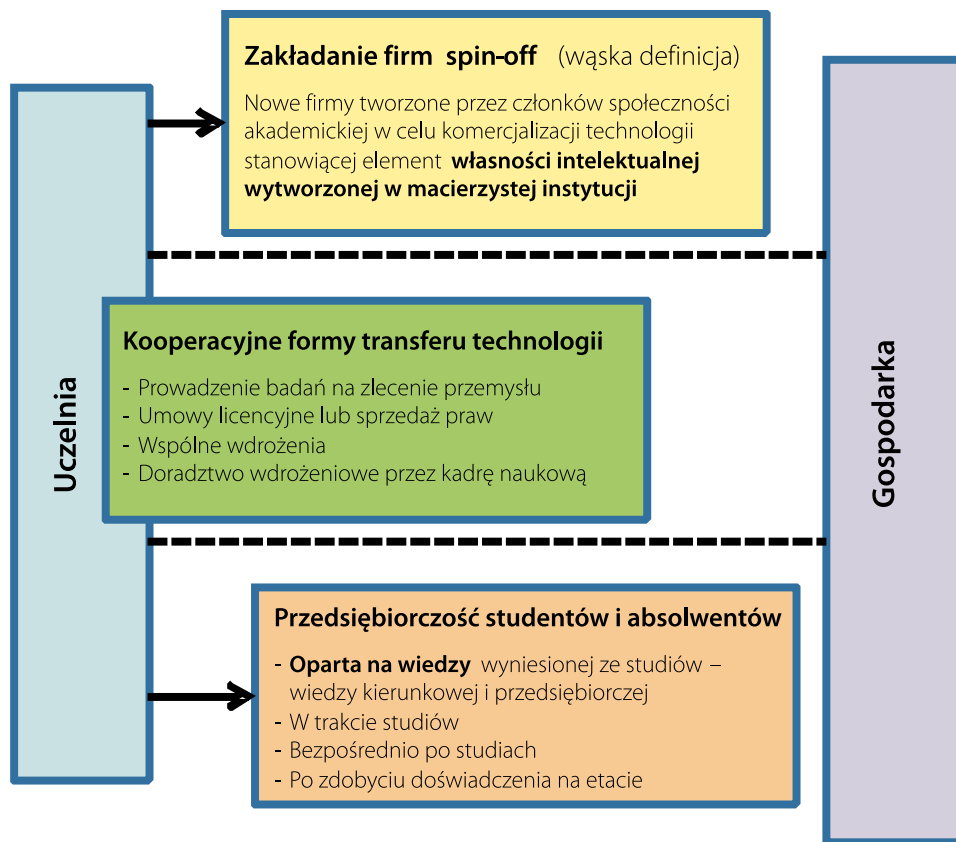 Zakładanie firm spin-off (wąska definicja)
Nowe firmy tworzone przez członków społeczności
akademickiej w celu komercjalizacji technologii
stanowiącej element własności intelektualnej
wytworzonej w macierzystej instytucji
Uczelnia
Kooperacyjne formy transferu technologii
- Prowadzenie badań na zlecenie przemysłu
- Umowy licencyjne lub sprzedaż praw
- Wspólne wdrożenia
- Doradztwo wdrożeniowe przez kadrę naukową
Gospodarka
Przedsiębiorczość studentów i absolwentów
- Oparta na wiedzy wyniesionej ze studiów –
wiedzy kierunkowej i przedsiębiorczej
- W trakcie studiów
- Bezpośrednio po studiach
- Po zdobyciu doświadczenia na etacie